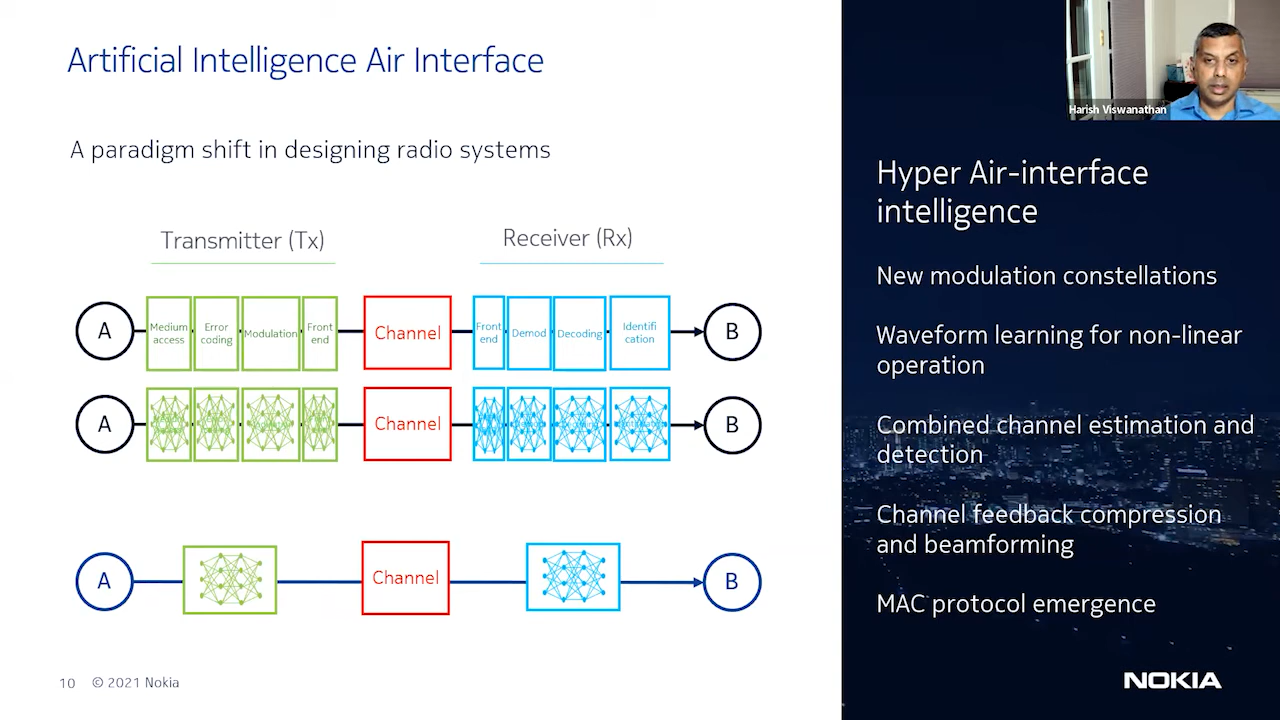 Artificial Intelligence Air Interface
Harish Viswanathan
A paradigm shift in designing radio systems
Hyper Air-interface
intelligence
Transmitter (Tx)
Receiver (Rx)
New modulation constellations
A
Medium
access
Error
coding
Modulation
Front
end
Channel
Front
end
Demod
Decoding
Identifi
cation
B
Waveform learning for non-linear
operation
A
Channel
B
Combined channel estimation and
detection
Channel feedback compression
and beamforming
A
Channel
B
MAC protocol emergence
10 © 2021 Nokia
NOKIA